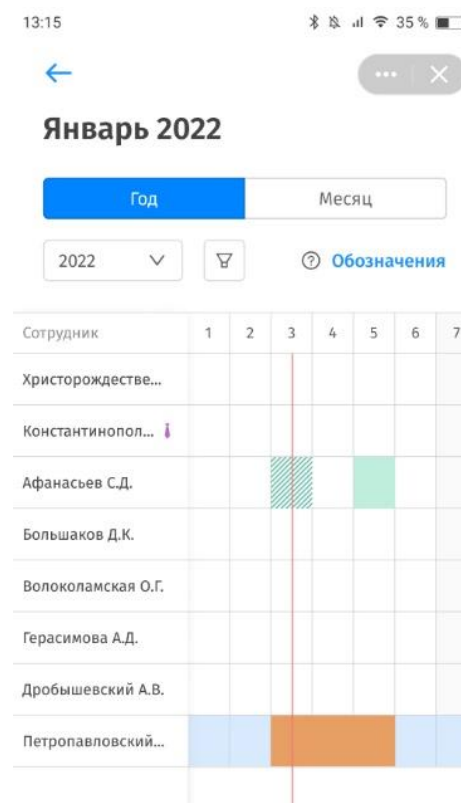 13:15 35 %
Январь 2022
Год Месяц
2022 Обозначения
Сотрудник 1 2 3 4 5 6 7
Христорождестве...
Константинопол...
Афанасьев С.Д.
Большаков Д.К.
Волоколамская О.Г.
Герасимова А.Д.
Дробышевский А.В.
Петропавловский...